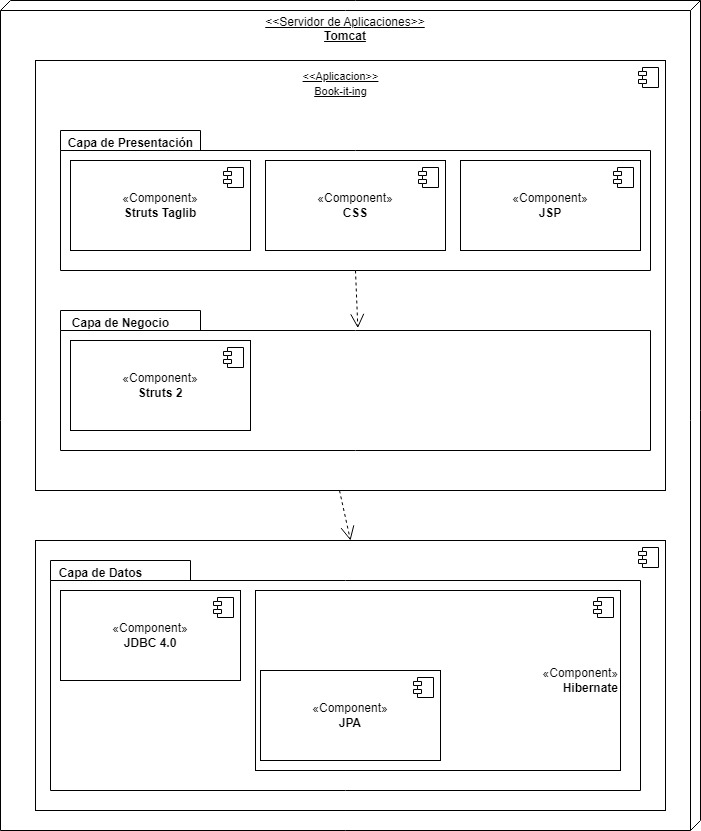 <<Servidor de Aplicaciones>>
Tomcat
<<Aplicacion>>
Book-it-ing
Capa de Presentación
«Component»
Struts Taglib
«Component»
CSS
«Component»
JSP
Capa de Negocio
«Component»
Struts 2
Capa de Datos
«Component»
JDBC 4.0
«Component»
Hibernate
«Component»
JPA